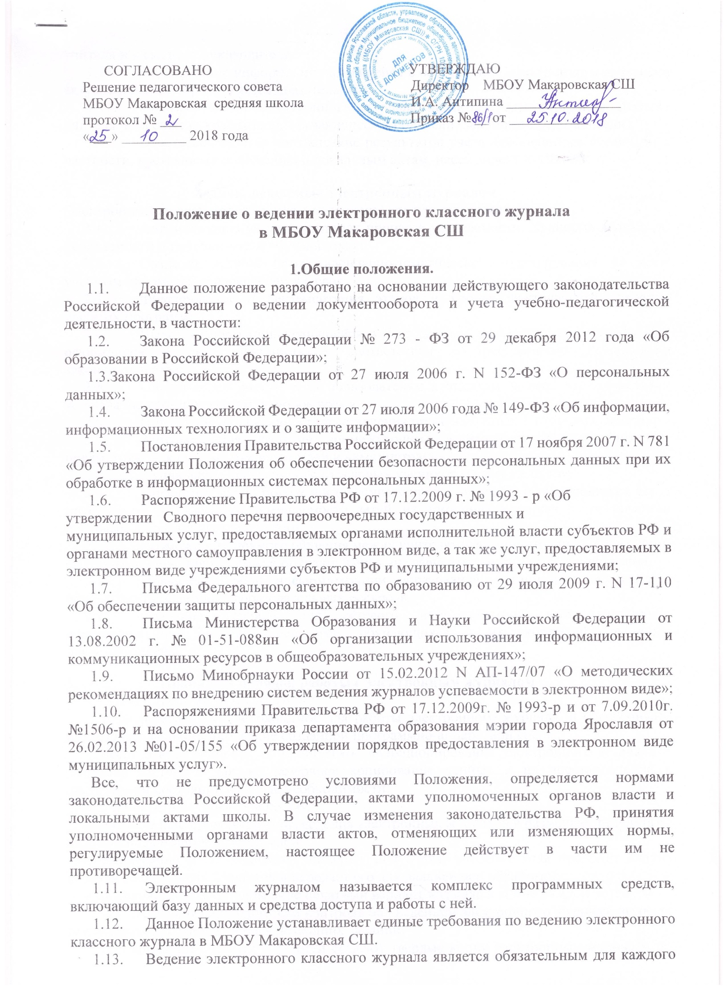 СОГЛАСОВАНО
Решение педагогического совета
МБОУ Макаровская средняя школа
протокол № 2
«25» 10 2018 года
УТВЕРЖДАЮ
Директор МБОУ Макаровская СШ
И.А. Антипина
Приказ № 86/1 от 25.10.2018
ДЛЯ
ДОКУМЕНТОВ
Положение о ведении электронного классного журнала
в МБОУ Макаровская СШ
1.Общие положения.
1.1. Данное положение разработано на основании действующего законодательства
Российской Федерации о ведении документооборота и учета учебно-педагогической
деятельности, в частности:
1.2. Закона Российской Федерации № 273 - ФЗ от 29 декабря 2012 года «Об
образовании в Российской Федерации»;
1.3.Закона Российской Федерации от 27 июля 2006 г. N 152-ФЗ «О персональных
данных»;
1.4. Закона Российской Федерации от 27 июля 2006 года № 149-ФЗ «Об информации,
информационных технологиях и о защите информации»;
1.5. Постановления Правительства Российской Федерации от 17 ноября 2007 г. N 781
«Об утверждении Положения об обеспечении безопасности персональных данных при их
обработке в информационных системах персональных данных»;
1.6. Распоряжение Правительства РФ от 17.12.2009 г. № 1993 - р «Об
утверждении Сводного перечня первоочередных государственных и
муниципальных услуг, предоставляемых органами исполнительной власти субъектов РФ и
органами местного самоуправления в электронном виде, а так же услуг, предоставляемых в
электронном виде учреждениями субъектов РФ и муниципальными учреждениями;
1.7. Письма Федерального агентства по образованию от 29 июля 2009 г. N 17-110
«Об обеспечении защиты персональных данных»;
1.8. Письма Министерства Образования и Науки Российской Федерации от
13.08.2002 г. № 01-51-088ин «Об организации использования информационных и
коммуникационных ресурсов в общеобразовательных учреждениях»;
1.9. Письмо Минобрнауки России от 15.02.2012 N АП-147/07 «О методических
рекомендациях по внедрению систем ведения журналов успеваемости в электронном виде»;
1.10. Распоряжениями Правительства РФ от 17.12.2009г. № 1993-р и от 7.09.2010г.
№1506-р и на основании приказа департамента образования мэрии города Ярославля от
26.02.2013 №01-05/155 «Об утверждении порядков предоставления в электронном виде
муниципальных услуг».
Все, что не предусмотрено условиями Положения, определяется нормами
законодательства Российской Федерации, актами уполномоченных органов власти и
локальными актами школы. В случае изменения законодательства РФ, принятия
уполномоченными органами власти актов, отменяющих или изменяющих нормы,
регулируемые Положением, настоящее Положение действует в части им не
противоречащей.
1.11. Электронным журналом называется комплекс программных средств,
включающий базу данных и средства доступа и работы с ней.
1.12. Данное Положение устанавливает единые требования по ведению электронного
классного журнала в МБОУ Макаровская СШ.
1.13. Ведение электронного классного журнала является обязательным для каждого